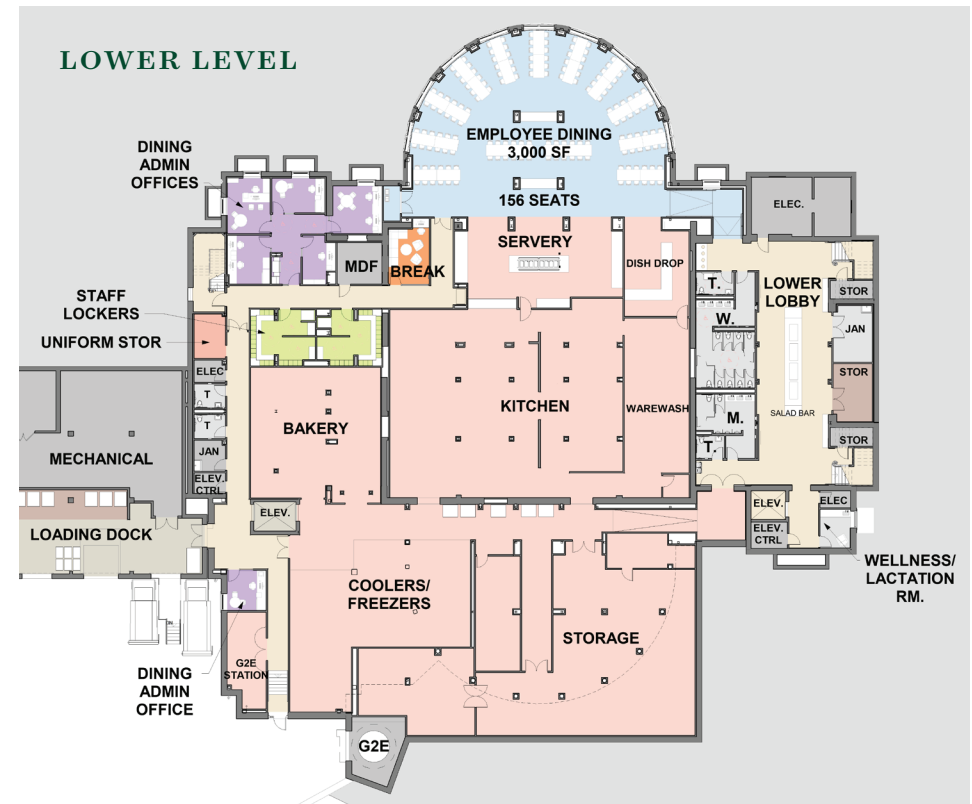 LOWER LEVEL
DINING
ADMIN
OFFICES
EMPLOYEE DINING
3,000 SF
156 SEATS
ELEC.
SERVERY
MDF
BREAK
DISH DROP
T.
LOWER
LOBBY
STOR
STAFF
LOCKERS
UNIFORM STOR
W.
JAN
ELEC
T
STOR
KITCHEN
WAREWASH
SALAD BAR
M.
BAKERY
T
STOR
T.
JAN
MECHANICAL
ELEV.
CTRL
ELEV.
ELEV.
ELEC
LOADING DOCK
ELEV.
CTRL
WELLNESS/
LACTATION
RM.
COOLERS/
FREEZERS
STORAGE
G2E
STATION
DINING
ADMIN
OFFICE
G2E